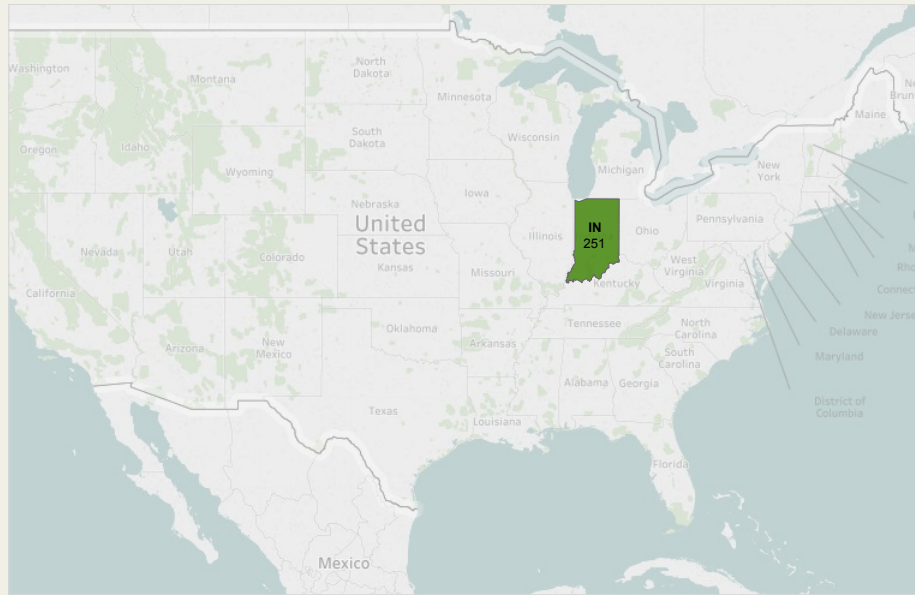 Washington
Montana
North
Dakota
Minnesota
Oregon
Idaho
South
Dakota
Wisconsin
Michigan
Maine
New
Brun
Wyoming
Iowa
New
York
Nebraska
United
States
IN
251
Illinois
Ohio
Pennsylvania
Nevada
Utah
Colorado
Kansas
Missouri
West
Virginia
Virginia
Kentucky
California
Rho
Connect
New Jerse
Delaware
Maryland
District of
Columbia
Arizona
New
Mexico
Oklahoma
Arkansas
Tennessee
North
Carolina
South
Carolina
Texas
Louisiana
Alabama
Georgia
Florida
Mexico